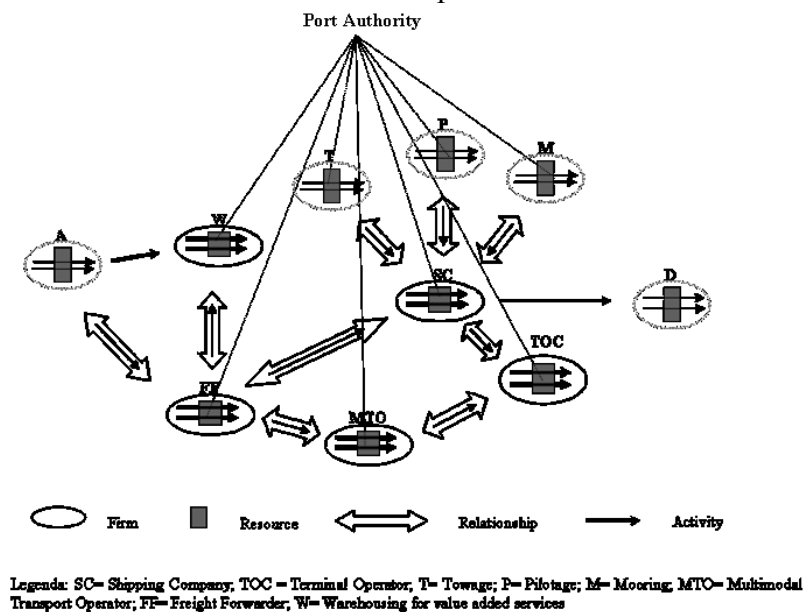 Port Authority
P
T
M
W
A
SC
D
TOC
FF
MTO
Firm
Resource
Relationship
Activity
Legenda: SC= Shipping Company; TOC = Terminal Operator; T= Towage; P= Pilotage; M= Mooring; MTO= Multimodal
Transport Operator; FF= Freight Forwarder; W= Warehousing for value added services